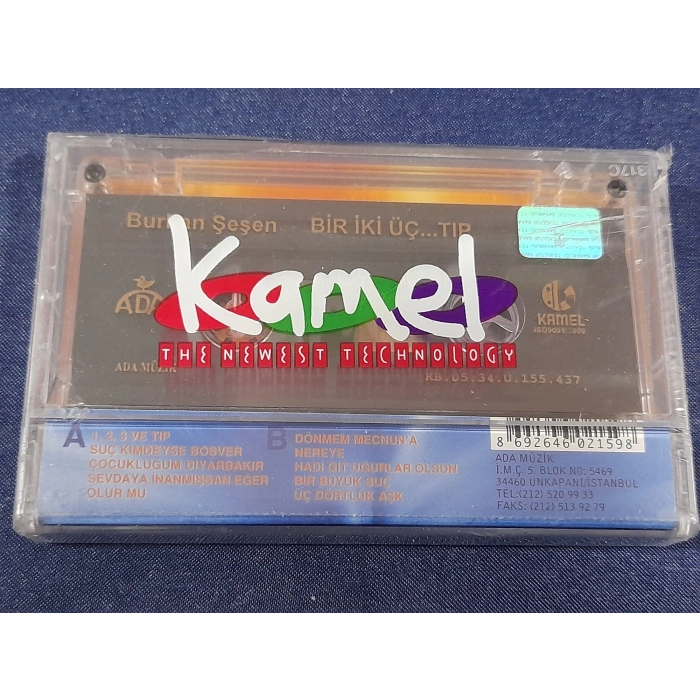 317C
Burhan Şeşen BİR İKİ ÜÇ...TIP
Kamel
THE NEWEST TECHNOLOGY
ADA
ADA MÜZİK
KAMEL
ISO9001:2000
RB.05.34.U.155.437
A
1, 2, 3 VE TIP
SUÇ KİMDEYSE BOŞVER
ÇOCUKLUĞUM DİYARBAKIR
SEVDAYA İNANMIŞSAN EĞER
OLUR MU
B
DÖNMEM MECNUN'A
NEREYE
HADİ GİT UĞURLAR OLSUN
BİR BÜYÜK SUÇ
ÜÇ DÖRTLÜK AŞK
8 692646 021598
ADA MÜZİK
İ.M.Ç. 5. BLOK NO: 5469
34460 UNKAPANI/İSTANBUL
TEL:(212) 520 99 33
FAKS: (212) 513 92 79